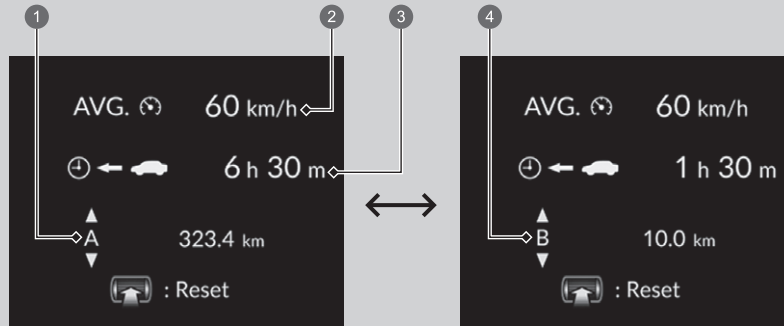 1 2 3 4
AVG. 60 km/h
6 h 30 m
A 323.4 km
: Reset
AVG. 60 km/h
1 h 30 m
B 10.0 km
: Reset